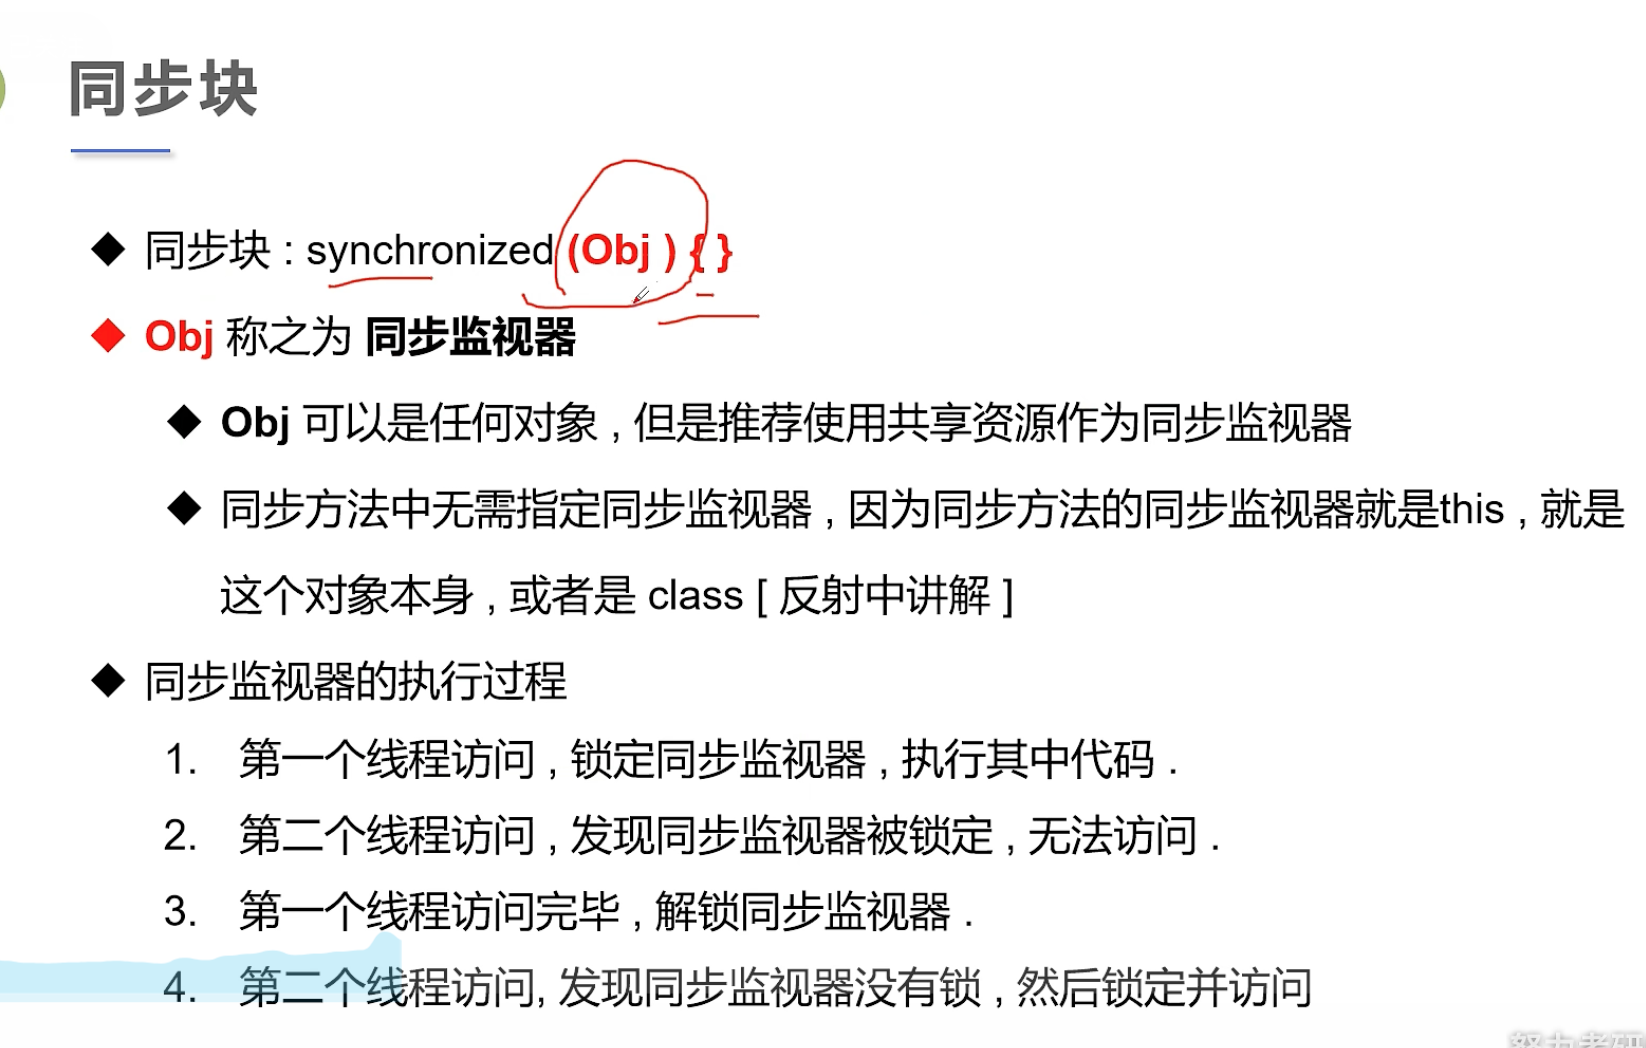 同步块
同步块 : synchronized (Obj ) { }
Obj 称之为 同步监视器
Obj 可以是任何对象 , 但是推荐使用共享资源作为同步监视器
同步方法中无需指定同步监视器 , 因为同步方法的同步监视器就是this , 就是
这个对象本身 , 或者是 class [ 反射中讲解 ]
同步监视器的执行过程
1. 第一个线程访问 , 锁定同步监视器 , 执行其中代码 .
2. 第二个线程访问 , 发现同步监视器被锁定 , 无法访问 .
3. 第一个线程访问完毕 , 解锁同步监视器 .
4. 第二个线程访问, 发现同步监视器没有锁 , 然后锁定并访问